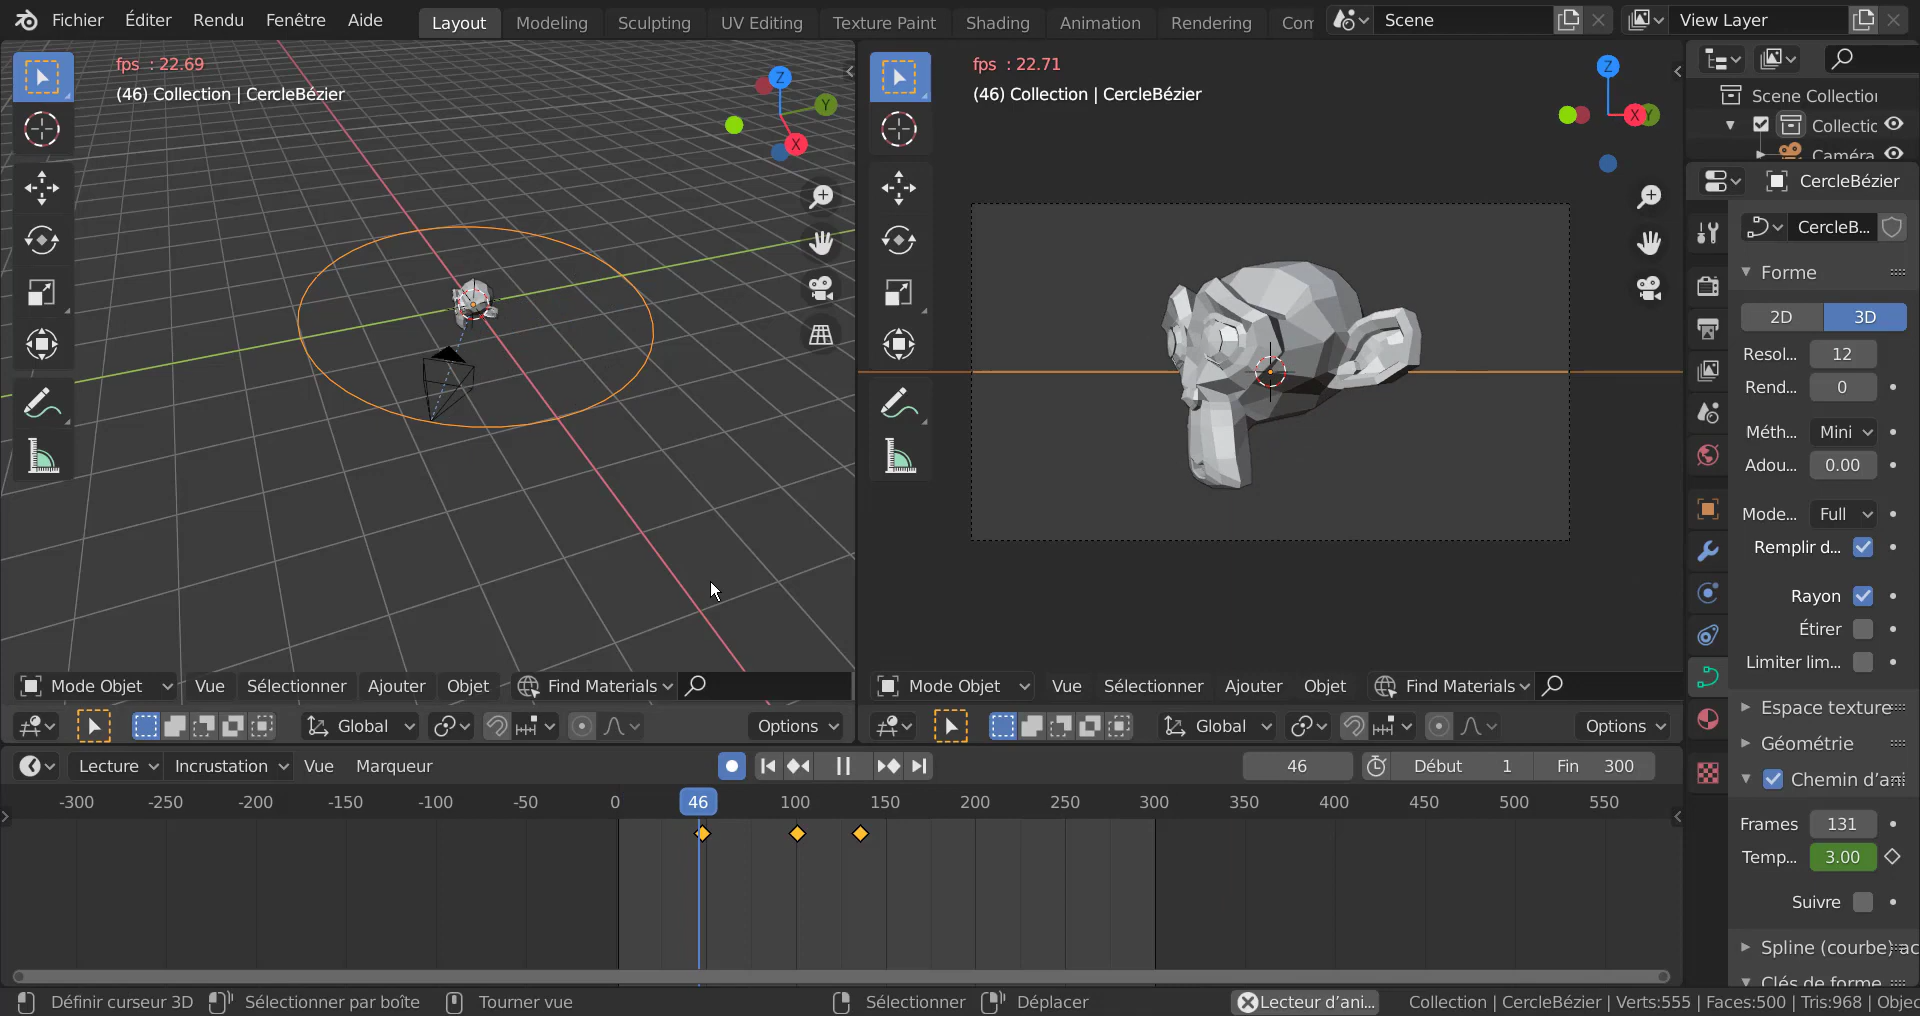 Fichier Éditer Rendu Fenêtre Aide Layout Modeling Sculpting UV Editing Texture Paint Shading Animation Rendering Scene View Layer
fps : 22.69
(46) Collection | CercleBézier
Z
Y
X
fps : 22.71
(46) Collection | CercleBézier
Z
X Y
Scene Collection
Collectic
Caméra
CercleBézier
CercleB...
Forme
2D 3D
Resol... 12
Rend... 0
Méth... Mini
Adou... 0.00
Mode... Full
Remplir d...
Rayon
Étirer
Limiter lim...
Espace texture
Géométrie
Chemin d'ani
Frames 131
Temp... 3.00
Suivre
Spline (courbe) ac
Clés de forme
Mode Objet Vue Sélectionner Ajouter Objet Find Materials
Global Options
Mode Objet Vue Sélectionner Ajouter Objet Find Materials
Global Options
Lecture Incrustation Vue Marqueur 46 Début 1 Fin 300
-300 -250 -200 -150 -100 -50 0 46 100 150 200 250 300 350 400 450 500 550
Définir curseur 3D Sélectionner par boîte Tourner vue Sélectionner Déplacer Lecteur d'ani... Collection | CercleBézier | Verts:555 | Faces:500 | Tris:968 | Objec